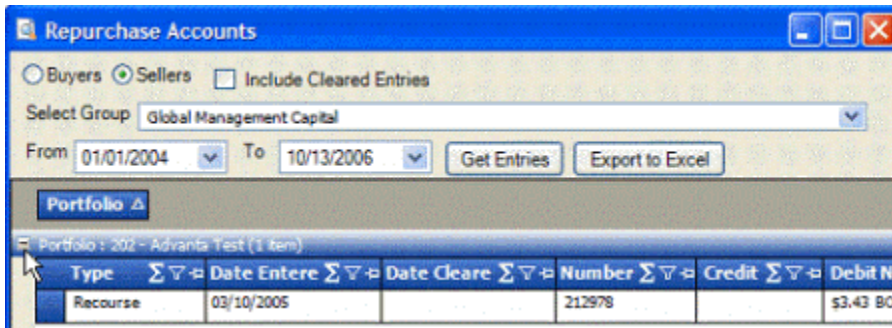 Repurchase Accounts
Buyers Sellers Include Cleared Entries
Select Group Global Management Capital
From 01/01/2004 To 10/13/2006 Get Entries Export to Excel
Portfolio
Portfolio : 202 - Advanta Test (1 item)
Type Date Entere Date Cleare Number Credit Debit N
Recourse 03/10/2005 212978 $3.43 BO